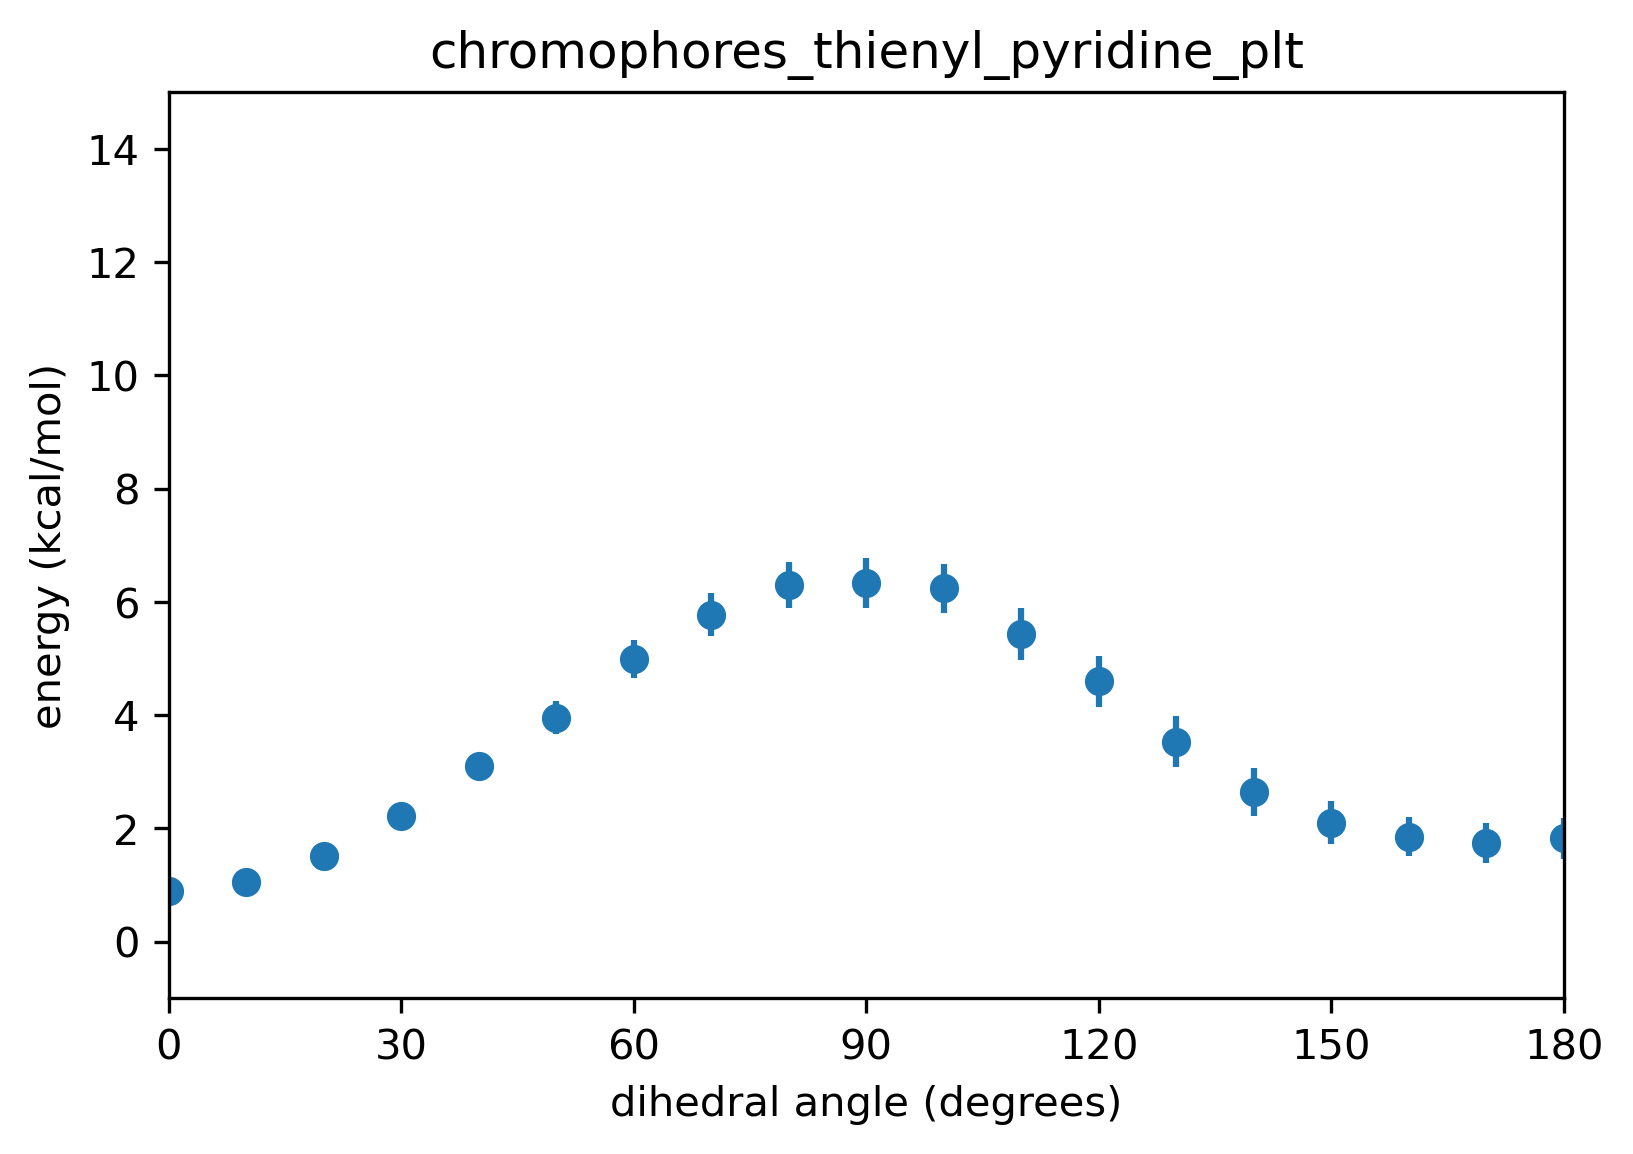 chromophores_thienyl_pyridine_plt
14
12
10
8
6
4
2
0
energy (kcal/mol)
0 30 60 90 120 150 180
dihedral angle (degrees)